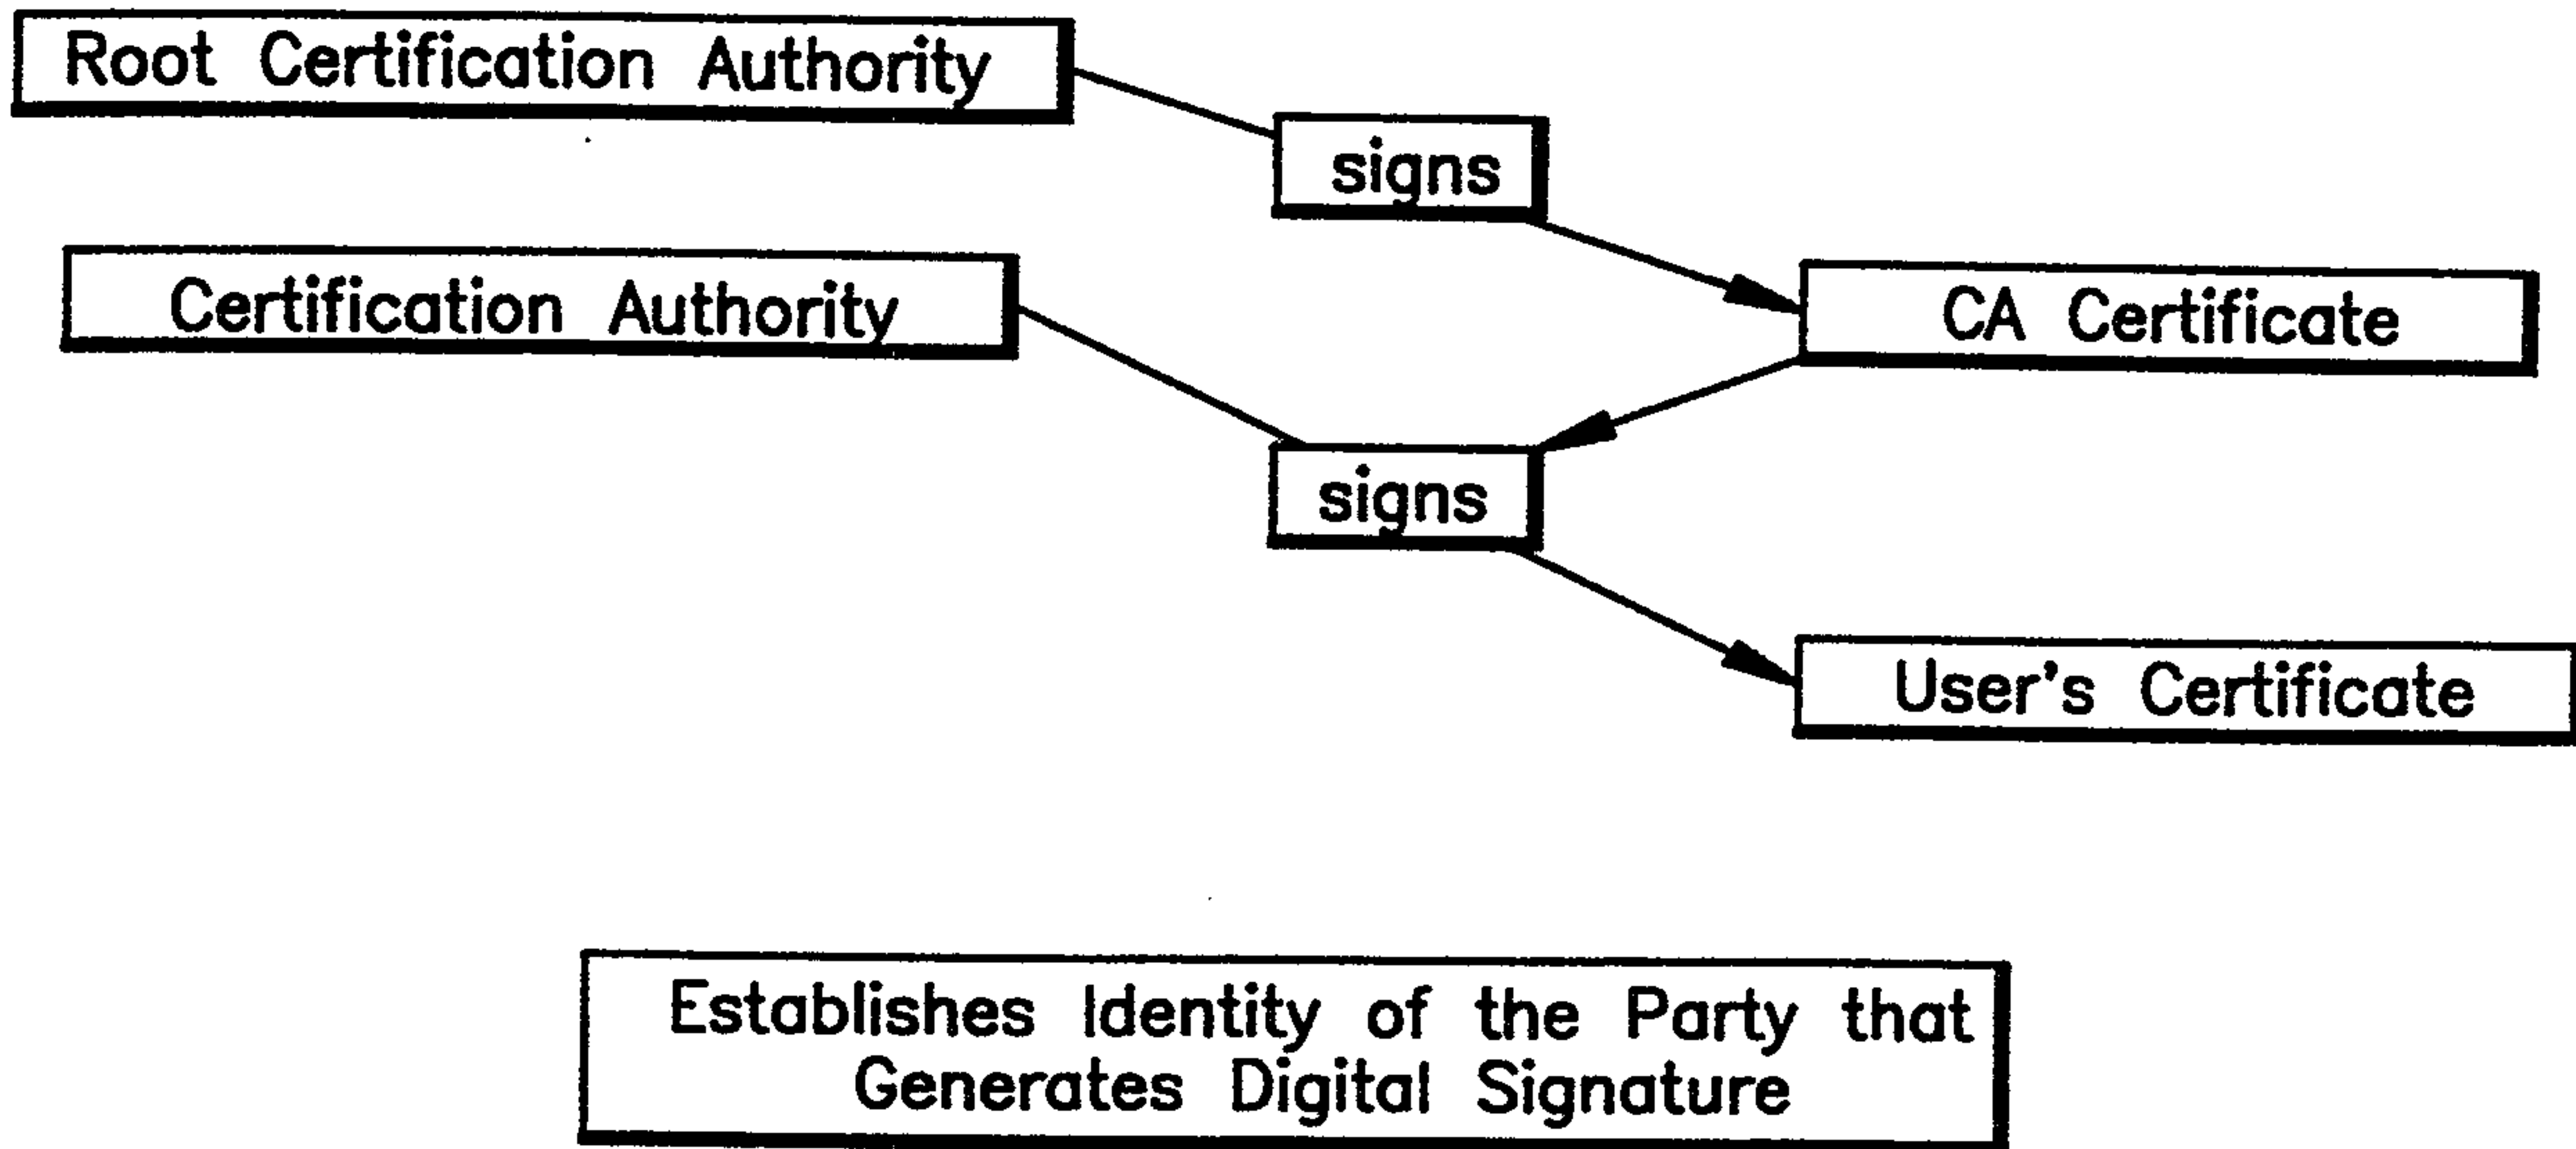 Root Certification Authority
signs
Certification Authority
CA Certificate
signs
User's Certificate
Establishes Identity of the Party that
Generates Digital Signature